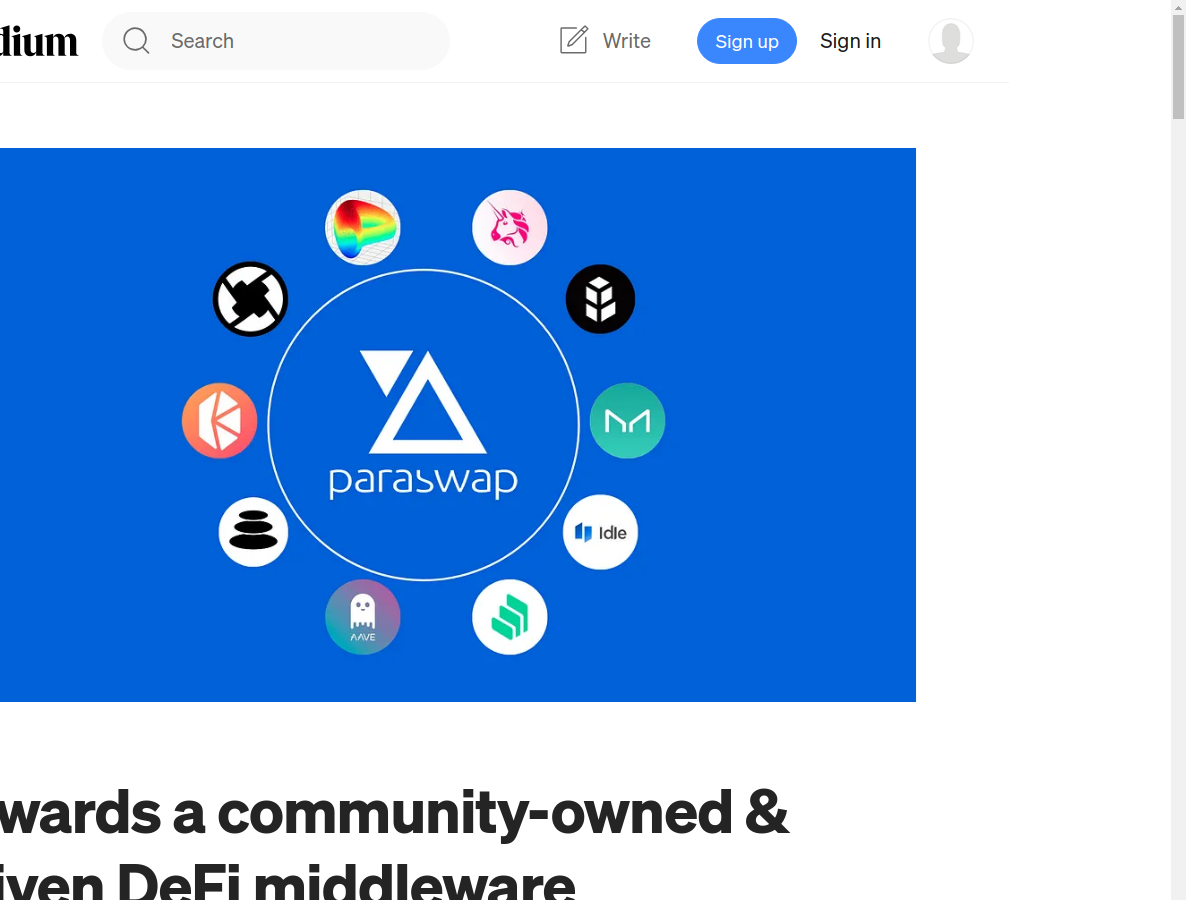 dium
Search
Write
Sign up
Sign in
paraswap
Idle
AAVE
wards a community-owned &
iven DeFi middleware